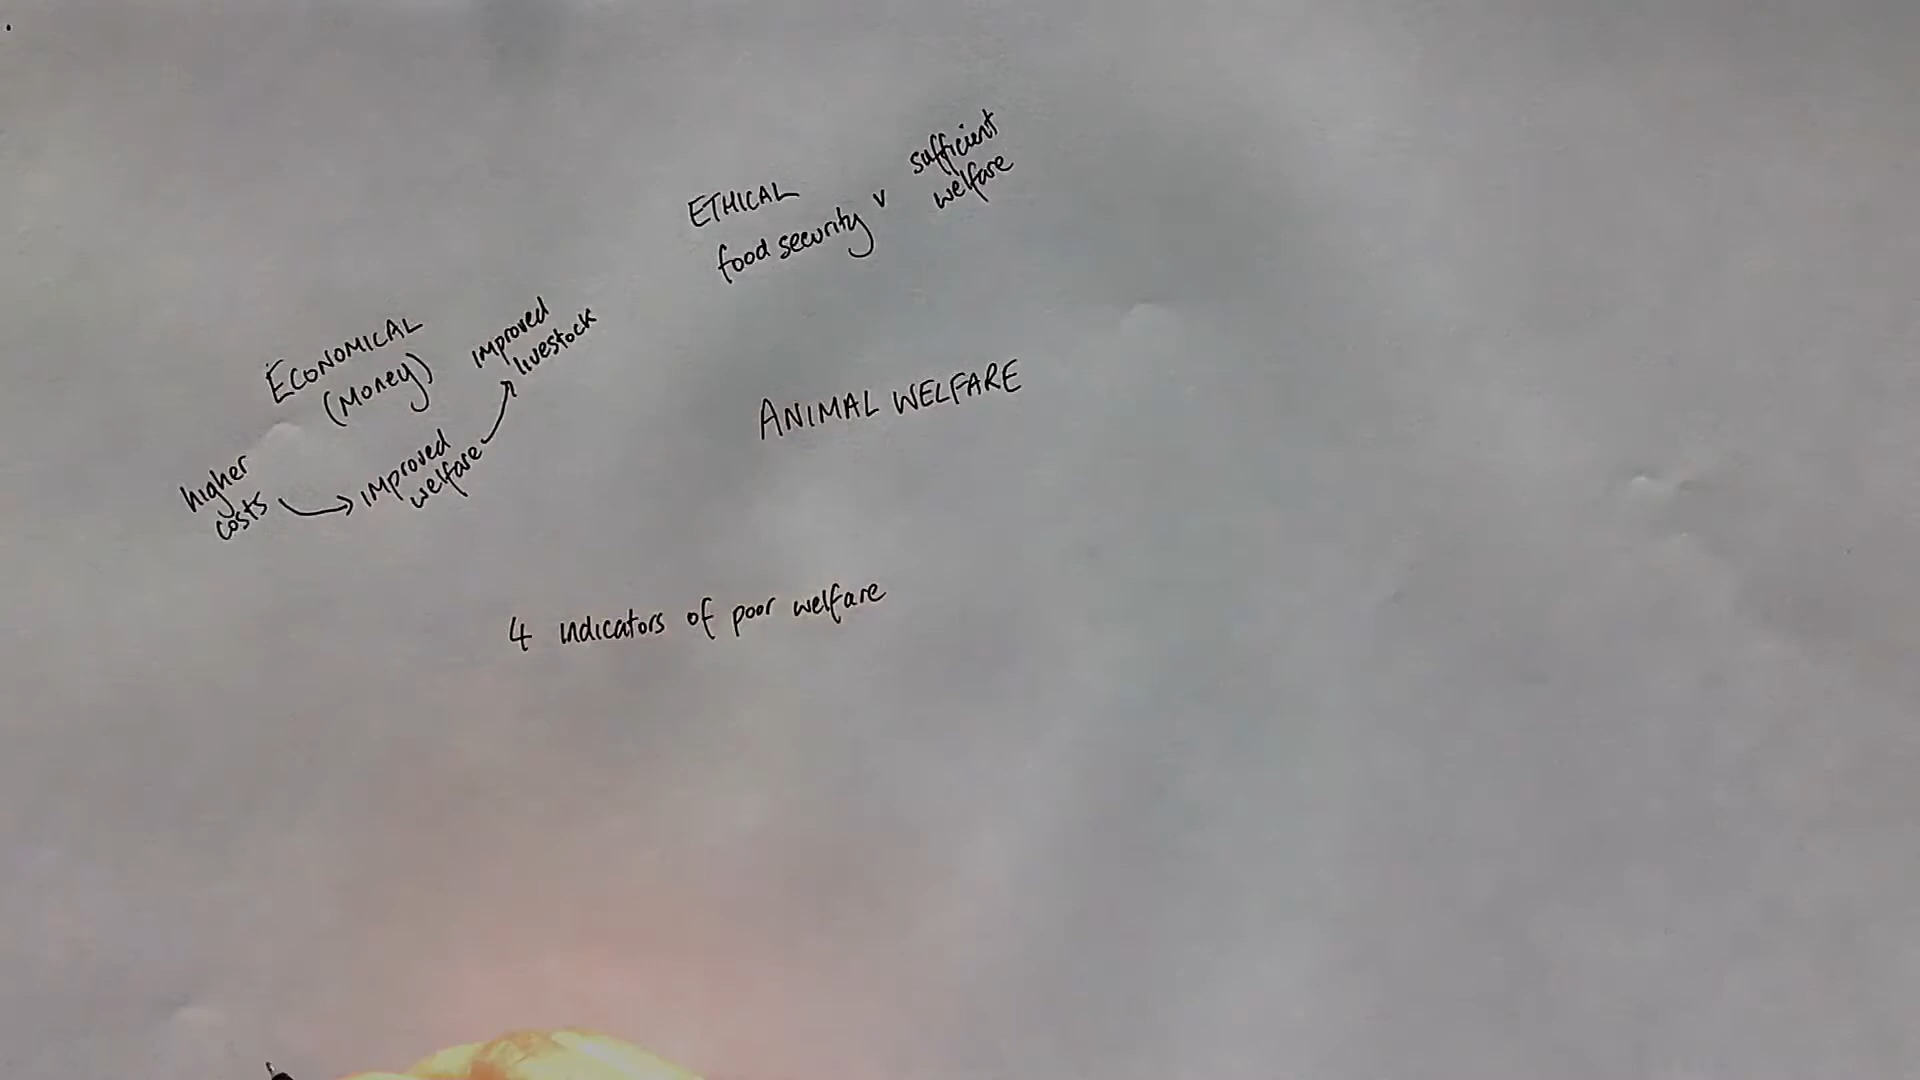 ETHICAL
food security v sufficient
welfare
ECONOMICAL
(Money)
higher
costs
improved
welfare
improved
livestock
ANIMAL WELFARE
4 indicators of poor welfare